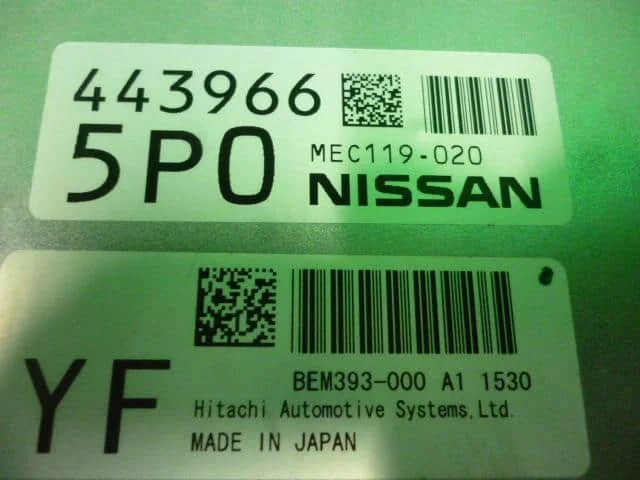 443966
5P0 MEC119-020
NISSAN
BEM393-000 A1 1530
YF Hitachi Automotive Systems,Ltd.
MADE IN JAPAN